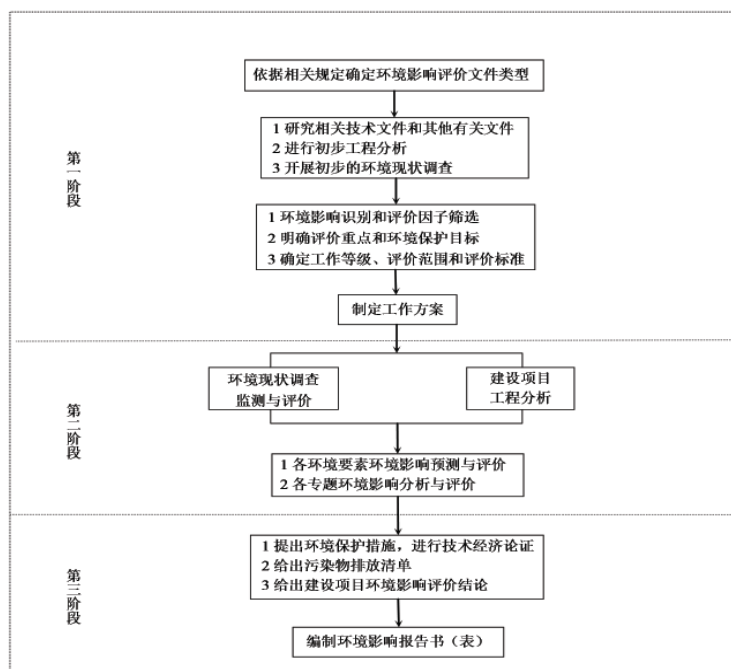 依据相关规定确定环境影响评价文件类型
第一阶段
1 研究相关技术文件和其他有关文件
2 进行初步工程分析
3 开展初步的环境现状调查
1 环境影响识别和评价因子筛选
2 明确评价重点和环境保护目标
3 确定工作等级、评价范围和评价标准
制定工作方案
第二阶段
环境现状调查
监测与评价
建设项目
工程分析
1 各环境要素环境影响预测与评价
2 各专题环境影响分析与评价
第三阶段
1 提出环境保护措施，进行技术经济论证
2 给出污染物排放清单
3 给出建设项目环境影响评价结论
编制环境影响报告书（表）